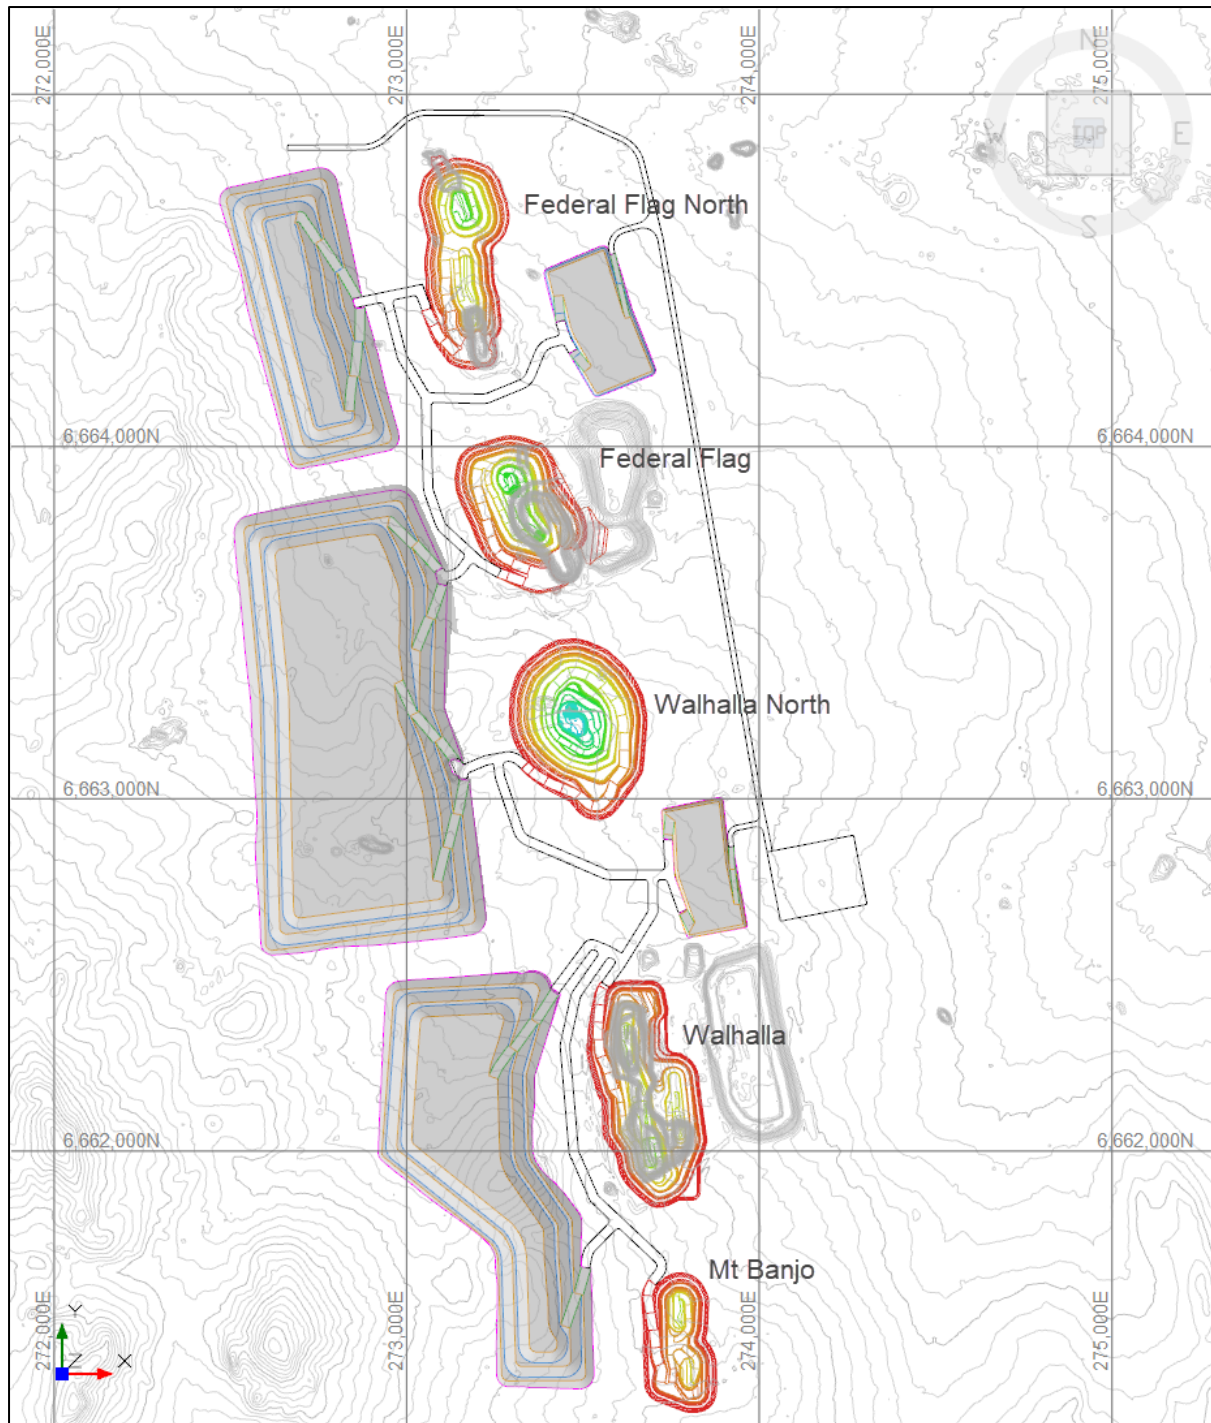 272,000E
273,000E
274,000E
275,000E
N
W
TOP
E
S
Federal Flag North
6,664,000N
6,664,000N
Federal Flag
Walhalla North
6,663,000N
6,663,000N
Walhalla
6,662,000N
6,662,000N
Mt Banjo
Y
Z
X
272,000E
273,000E
274,000E
275,000E